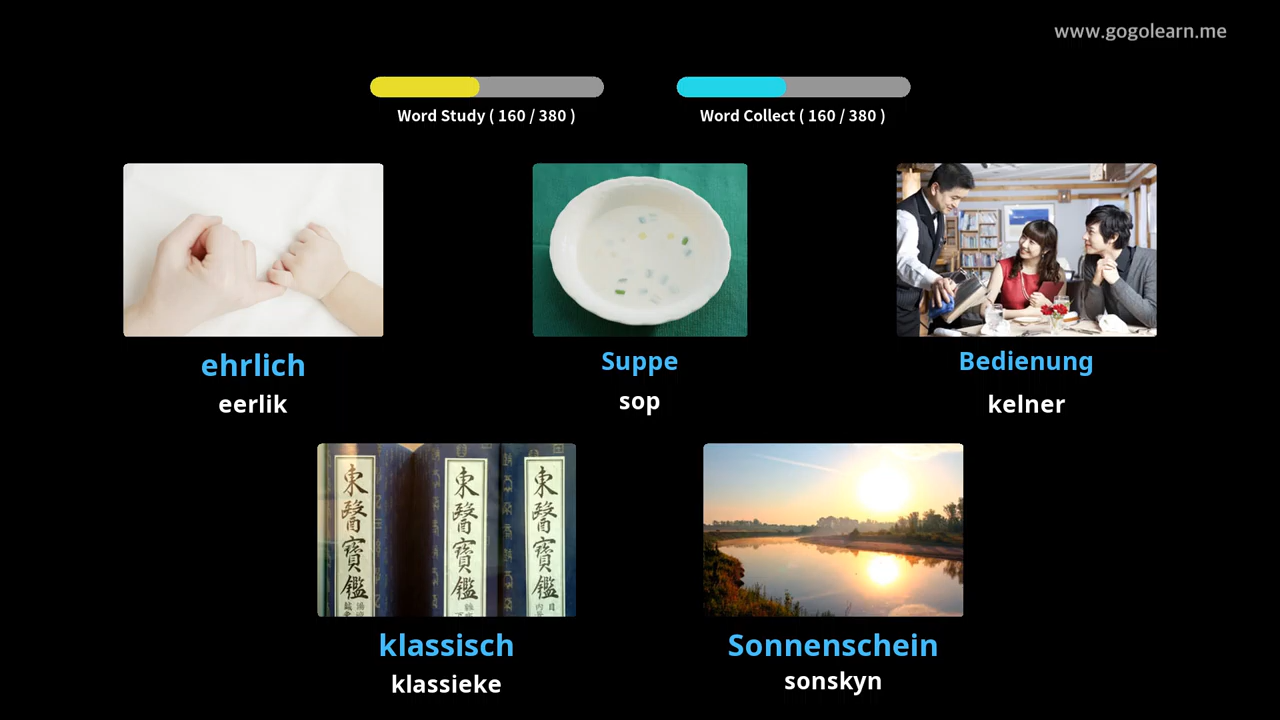 www.gogolearn.me
Word Study ( 160 / 380 )
Word Collect ( 160 / 380 )
ehrlich
eerlik
Suppe
sop
Bedienung
kelner
東醫寶鑑
東醫寶鑑
東醫寶鑑
klassisch
klassieke
Sonnenschein
sonskyn